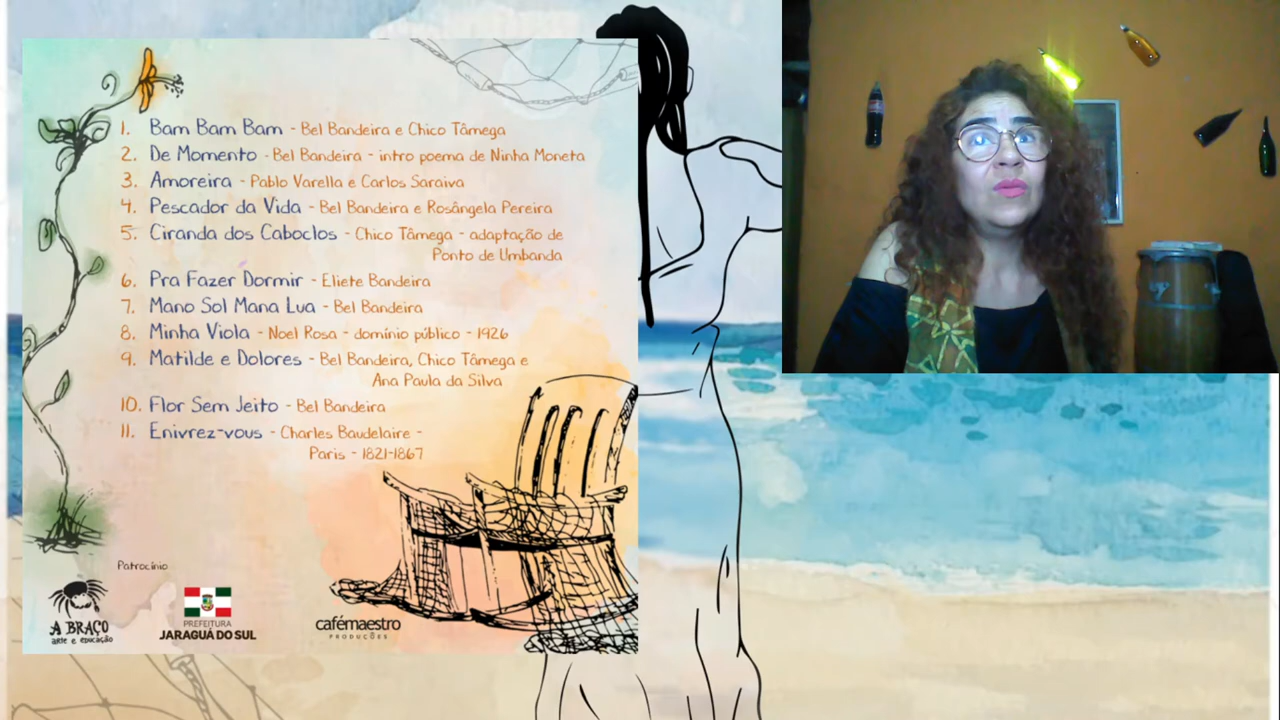 1. Bam Bam Bam - Bel Bandeira e Chico Tâmega
2. De Momento - Bel Bandeira - intro poema de Ninha Moneta
3. Amoreira - Pablo Varella e Carlos Saraiva
4. Pescador da Vida - Bel Bandeira e Rosângela Pereira
5. Ciranda dos Caboclos - Chico Tâmega - adaptação de
Ponto de Umbanda
6. Pra Fazer Dormir - Eliete Bandeira
7. Mano Sol Mana Lua - Bel Bandeira
8. Minha Viola - Noel Rosa - domínio público - 1926
9. Matilde e Dolores - Bel Bandeira, Chico Tâmega e
Ana Paula da Silva
10. Flor Sem Jeito - Bel Bandeira
11. Enivrez-vous - Charles Baudelaire -
Paris - 1821-1867
Patrocínio
A BRAÇO
arte e educação
PREFEITURA
JARAGUÁ DO SUL
cafémaestro
PRODUÇÕES